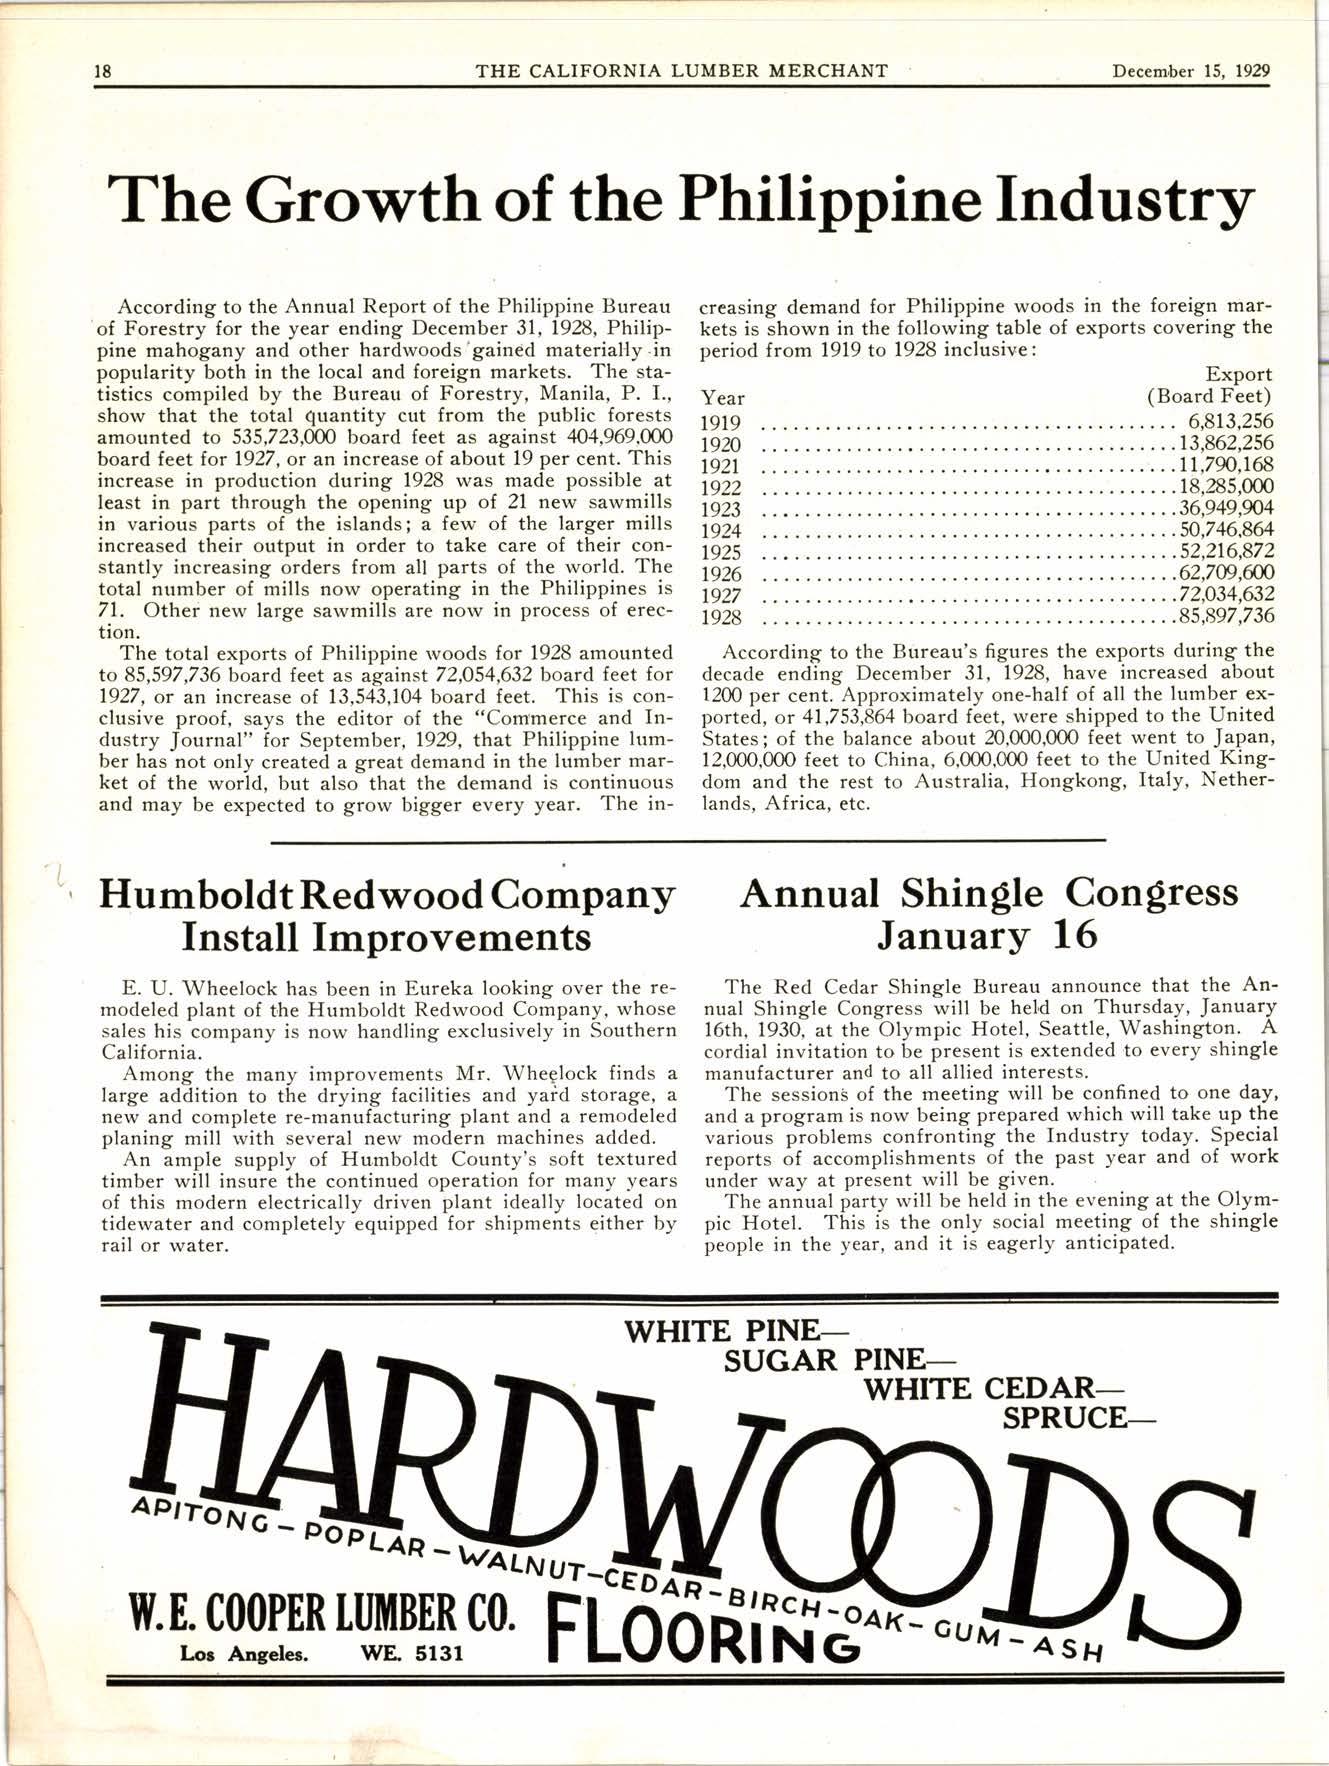 18
THE CALIFORNIA LUMBER MERCHANT
December 15, 1929
The Growth of the Philippine Industry
According to the Annual Report of the Philippine Bureau
of Forestry for the year ending December 31, 1928, Philip-
pine mahogany and other hardwoods gained materially in
popularity both in the local and foreign markets. The sta-
tistics compiled by the Bureau of Forestry, Manila, P. I.,
show that the total quantity cut from the public forests
amounted to 535,723,000 board feet as against 404,969,000
board feet for 1927, or an increase of about 19 per cent. This
increase in production during 1928 was made possible at
least in part through the opening up of 21 new sawmills
in various parts of the islands; a few of the larger mills
increased their output in order to take care of their con-
stantly increasing orders from all parts of the world. The
total number of mills now operating in the Philippines is
71. Other new large sawmills are now in process of erec-
tion.
The total exports of Philippine woods for 1928 amounted
to 85,597,736 board feet as against 72,054,632 board feet for
1927, or an increase of 13,543,104 board feet. This is con-
clusive proof, says the editor of the "Commerce and In-
dustry Journal" for September, 1929, that Philippine lum-
ber has not only created a great demand in the lumber mar-
ket of the world, but also that the demand is continuous
and may be expected to grow bigger every year. The in-
creasing demand for Philippine woods in the foreign mar-
kets is shown in the following table of exports covering the
period from 1919 to 1928 inclusive:
Export
Year (Board Feet)
1919 ........................................ 6,813,256
1920 ........................................ 13,862,256
1921 ........................................ 11,790,168
1922 ........................................ 18,285,000
1923 ........................................ 36,949,904
1924 ........................................ 50,746,864
1925 ........................................ 52,216,872
1926 ........................................ 62,709,600
1927 ........................................ 72,034,632
1928 ........................................ 85,897,736
According to the Bureau's figures the exports during the
decade ending December 31, 1928, have increased about
1200 per cent. Approximately one-half of all the lumber ex-
ported, or 41,753,864 board feet, were shipped to the United
States; of the balance about 20,000,000 feet went to Japan,
12,000,000 feet to China, 6,000,000 feet to the United King-
dom and the rest to Australia, Hongkong, Italy, Nether-
lands, Africa, etc.
Humboldt Redwood Company
Install Improvements
E. U. Wheelock has been in Eureka looking over the re-
modeled plant of the Humboldt Redwood Company, whose
sales his company is now handling exclusively in Southern
California.
Among the many improvements Mr. Wheelock finds a
large addition to the drying facilities and yard storage, a
new and complete re-manufacturing plant and a remodeled
planing mill with several new modern machines added.
An ample supply of Humboldt County's soft textured
timber will insure the continued operation for many years
of this modern electrically driven plant ideally located on
tidewater and completely equipped for shipments either by
rail or water.
Annual Shingle Congress
January 16
The Red Cedar Shingle Bureau announce that the An-
nual Shingle Congress will be held on Thursday, January
16th, 1930, at the Olympic Hotel, Seattle, Washington. A
cordial invitation to be present is extended to every shingle
manufacturer and to all allied interests.
The sessions of the meeting will be confined to one day,
and a program is now being prepared which will take up the
various problems confronting the Industry today. Special
reports of accomplishments of the past year and of work
under way at present will be given.
The annual party will be held in the evening at the Olym-
pic Hotel. This is the only social meeting of the shingle
people in the year, and it is eagerly anticipated.
WHITE PINE—
SUGAR PINE—
WHITE CEDAR—
SPRUCE—
HARDWOODS
APITONG – POPLAR – WALNUT – CEDAR – BIRCH – OAK – GUM – ASH
FLOORING
W. E. COOPER LUMBER CO.
Los Angeles. WE. 5131